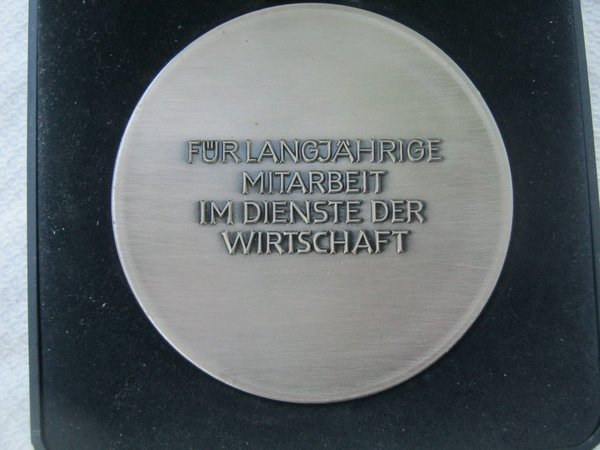 FÜR LANGJÄHRIGE
MITARBEIT
IM DIENSTE DER
WIRTSCHAFT